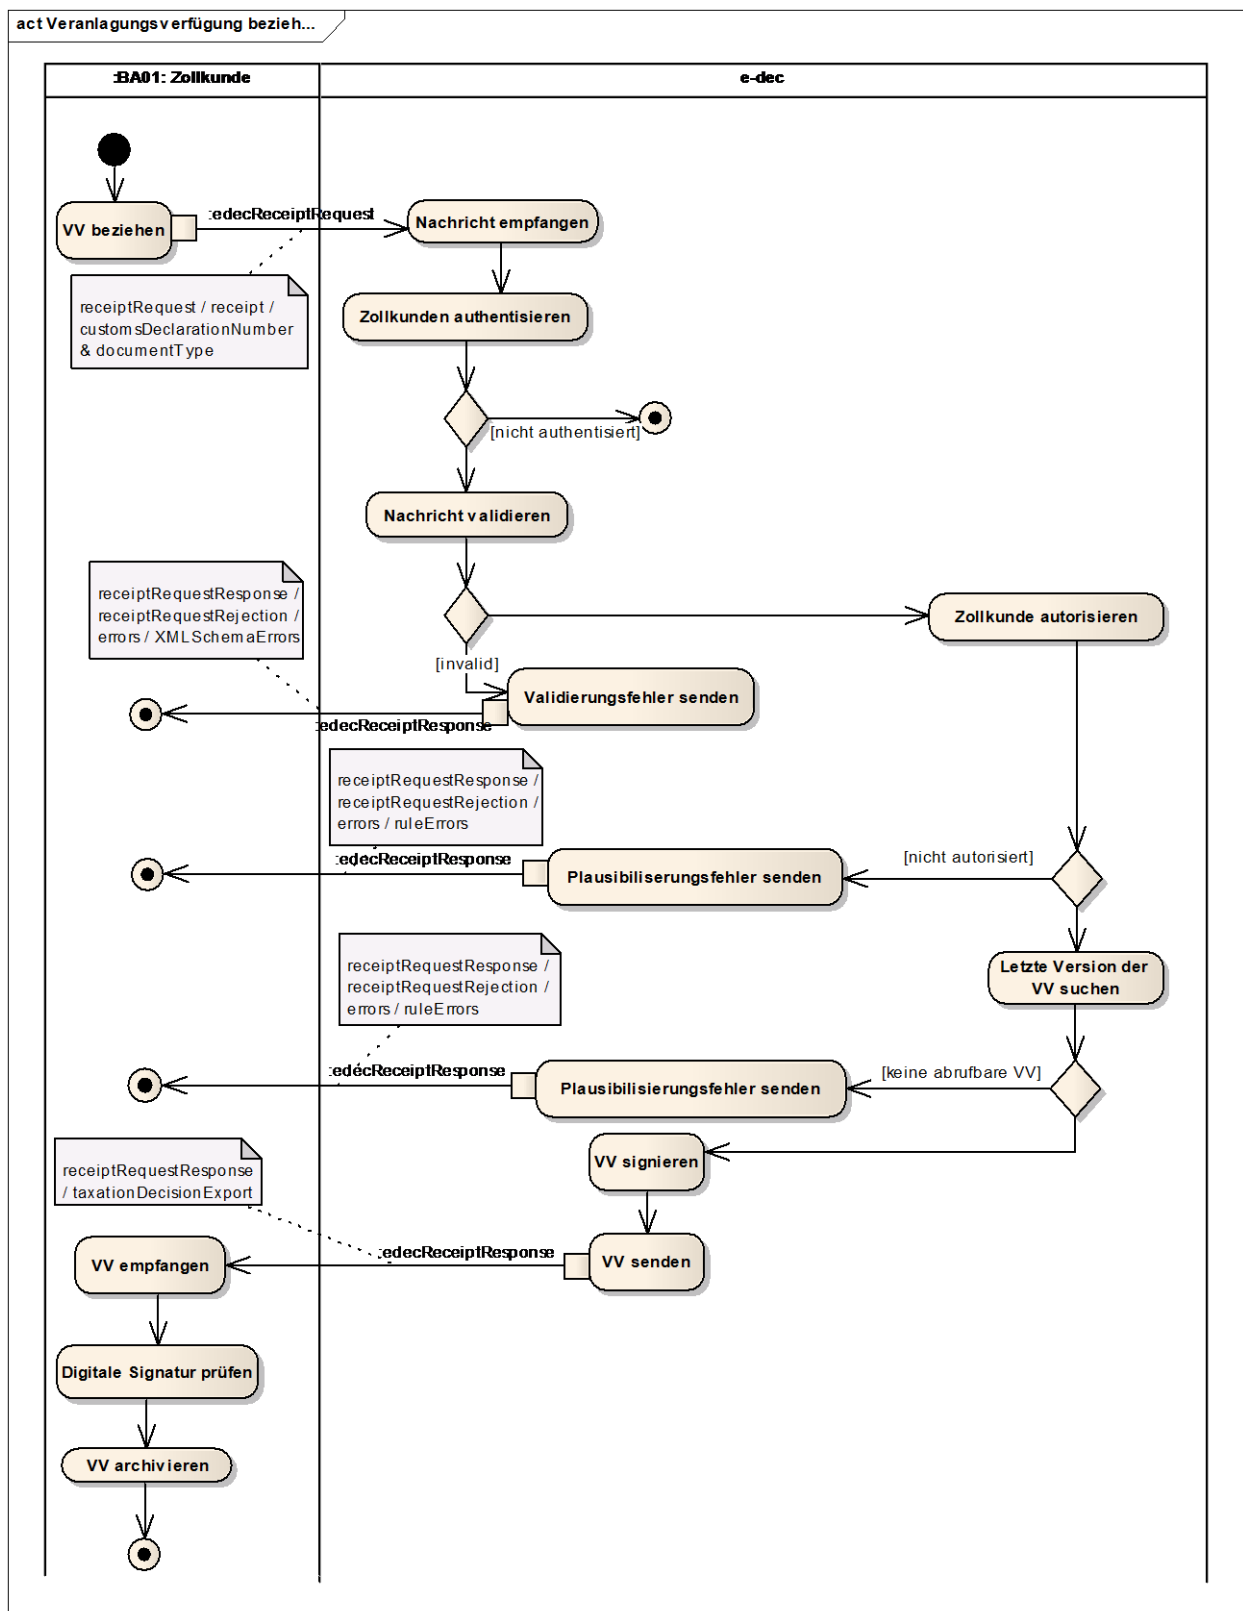 act Veranlagungsverfügung bezieh...
:BA01: Zollkunde
e-dec
:edecReceiptRequest
VV beziehen
Nachricht empfangen
receiptRequest / receipt /
customsDeclarationNumber
& documentType
Zollkunden authentisieren
[nicht authentisiert]
Nachricht validieren
receiptRequestResponse /
receiptRequestRejection /
errors / XMLSchemaErrors
Zollkunde autorisieren
[invalid]
Validierungsfehler senden
:edecReceiptResponse
receiptRequestResponse /
receiptRequestRejection /
errors / ruleErrors
:edecReceiptResponse
[nicht autorisiert]
Plausibiliserungsfehler senden
receiptRequestResponse /
receiptRequestRejection /
errors / ruleErrors
Letzte Version der
VV suchen
:edecReceiptResponse
[keine abrufbare VV]
Plausibilisierungsfehler senden
VV signieren
receiptRequestResponse
/ taxationDecisionExport
:edecReceiptResponse
VV empfangen
VV senden
Digitale Signatur prüfen
VV archivieren